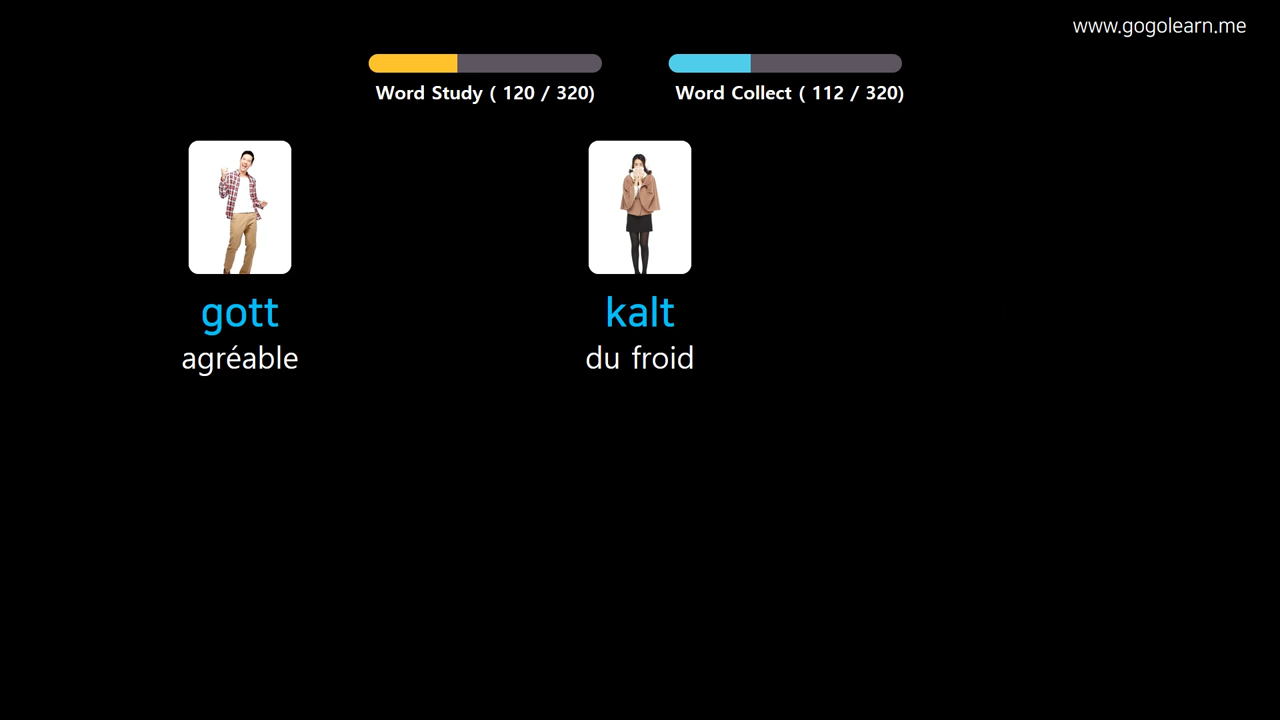 www.gogolearn.me
Word Study ( 120 / 320)
Word Collect ( 112 / 320)
gott
agréable
kalt
du froid